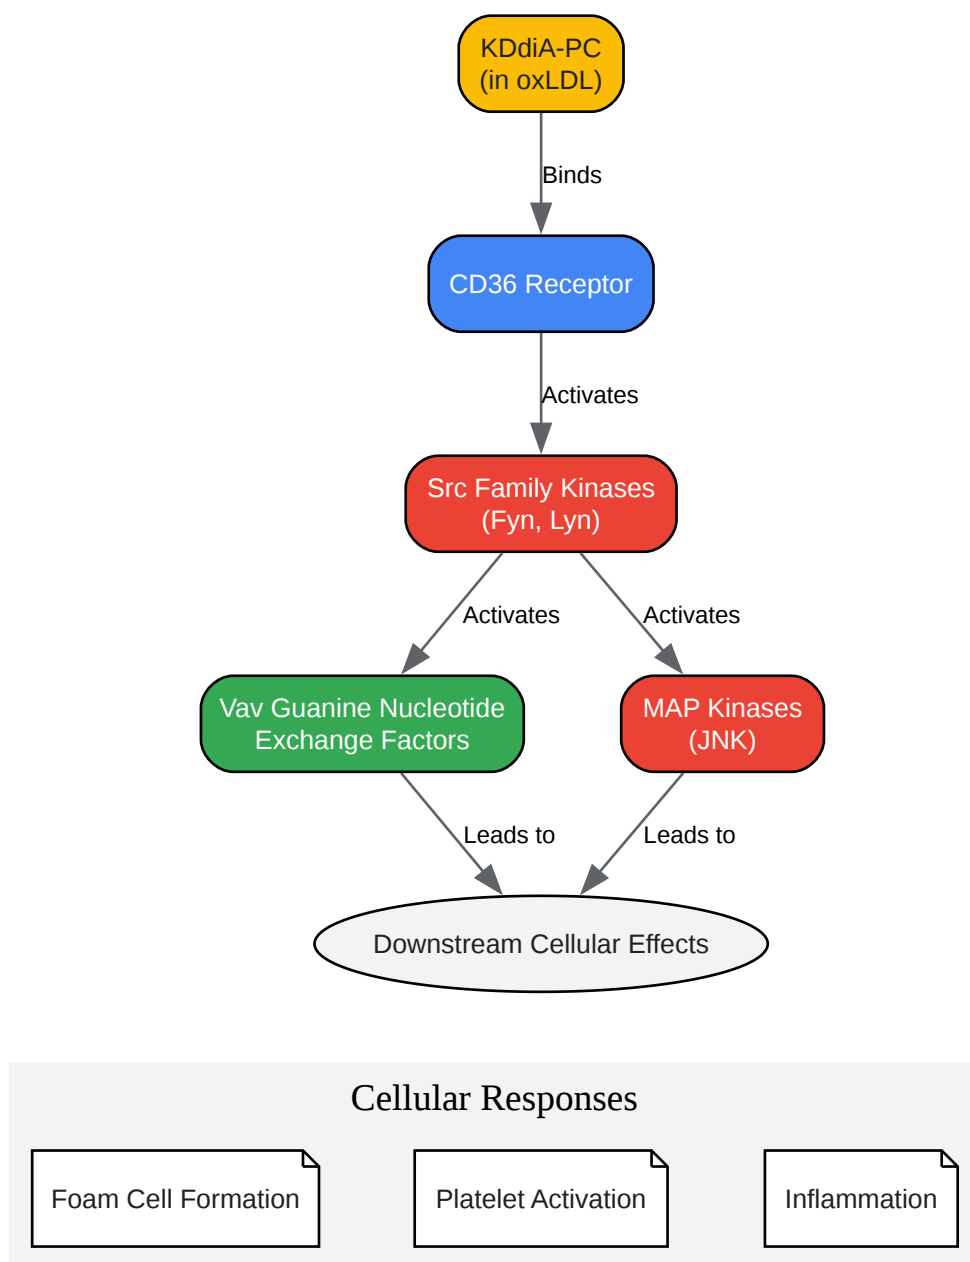 KDdiA-PC
(in oxLDL)
Binds
CD36 Receptor
Activates
Src Family Kinases
(Fyn, Lyn)
Activates
Activates
Vav Guanine Nucleotide
Exchange Factors
MAP Kinases
(JNK)
Leads to
Leads to
Downstream Cellular Effects
Cellular Responses
Foam Cell Formation
Platelet Activation
Inflammation